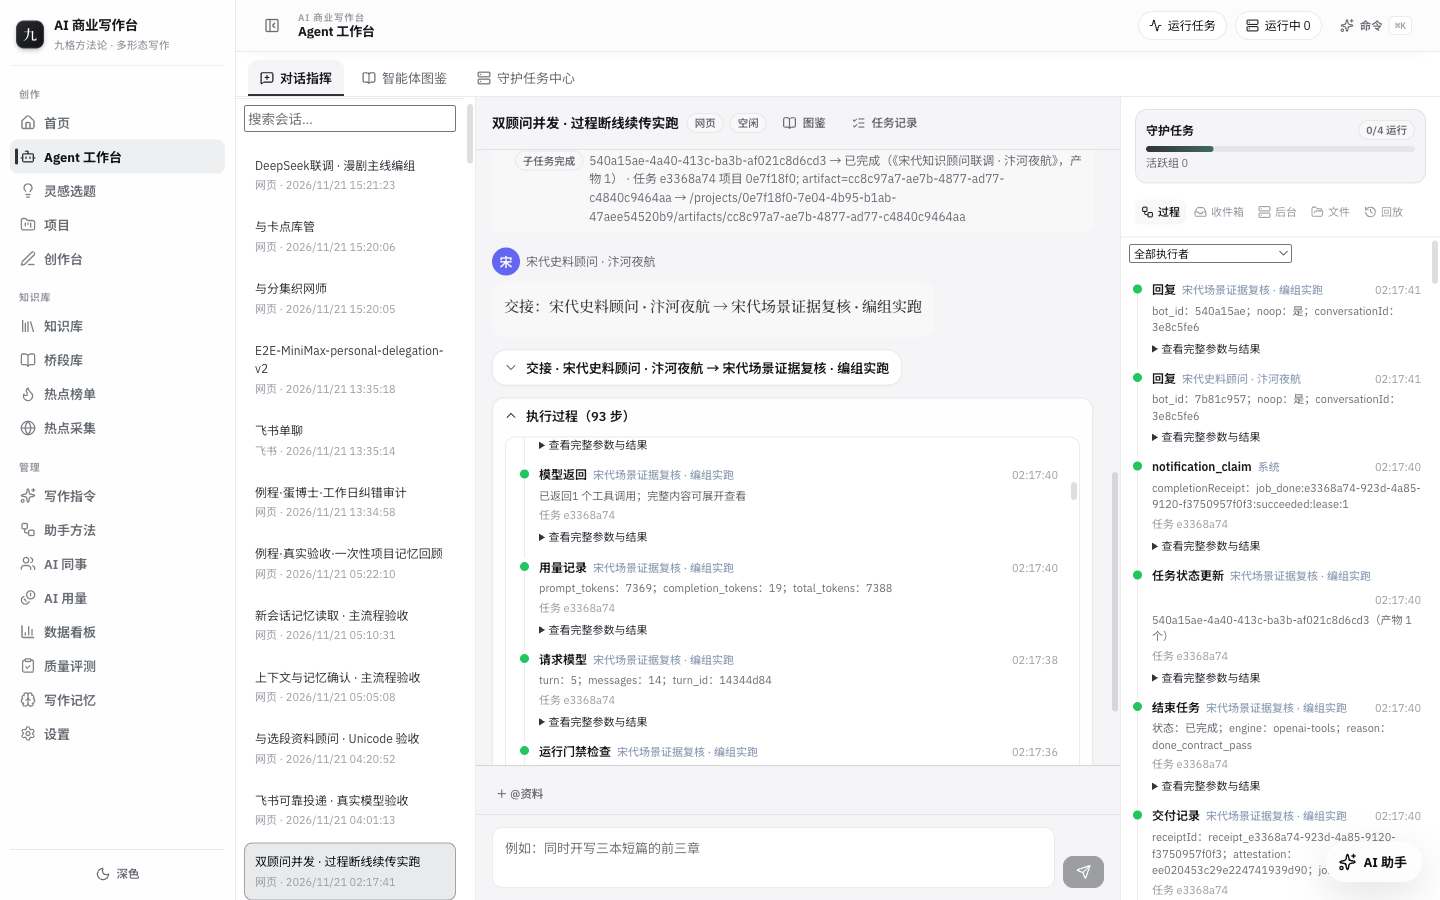 九
AI 商业写作台
九格方法论 · 多形态写作
创作
首页
Agent 工作台
灵感选题
项目
创作台
知识库
知识库
桥段库
热点榜单
热点采集
管理
写作指令
助手方法
AI 同事
AI 用量
数据看板
质量评测
写作记忆
设置
深色
AI 商业写作台
Agent 工作台
运行任务
运行中 0
命令 ⌘K
对话指挥
智能体图鉴
守护任务中心
搜索会话...
DeepSeek联调 · 漫剧主线编组
网页 · 2026/11/21 15:21:23
与卡点库管
网页 · 2026/11/21 15:20:06
与分集织网师
网页 · 2026/11/21 15:20:05
E2E-MiniMax-personal-delegation-
v2
网页 · 2026/11/21 13:35:18
飞书单聊
飞书 · 2026/11/21 13:35:14
例程·蛋博士·工作日纠错审计
网页 · 2026/11/21 13:34:58
例程·真实验收·一次性项目记忆回顾
网页 · 2026/11/21 05:22:10
新会话记忆读取 · 主流程验收
网页 · 2026/11/21 05:10:31
上下文与记忆确认 · 主流程验收
网页 · 2026/11/21 05:05:08
与选段资料顾问 · Unicode 验收
网页 · 2026/11/21 04:20:52
飞书可靠投递 · 真实模型验收
网页 · 2026/11/21 04:01:13
双顾问并发 · 过程断线续传实跑
网页 · 2026/11/21 02:17:41
双顾问并发 · 过程断线续传实跑
网页
空闲
图鉴
任务记录
子任务完成
540a15ae-4a40-413c-ba3b-af021c8d6cd3 → 已完成（《宋代知识顾问联调 · 汴河夜航》，产
物 1） · 任务 e3368a74 项目 0e7f18f0; artifact=cc8c97a7-ae7b-4877-ad77-
c4840c9464aa → /projects/0e7f18f0-7e04-4b95-b1ab-
47aee54520b9/artifacts/cc8c97a7-ae7b-4877-ad77-c4840c9464aa
宋
宋代史料顾问 · 汴河夜航
交接：宋代史料顾问 · 汴河夜航 → 宋代场景证据复核 · 编组实跑
交接 · 宋代史料顾问 · 汴河夜航 → 宋代场景证据复核 · 编组实跑
执行过程（93 步）
查看完整参数与结果
模型返回 宋代场景证据复核 · 编组实跑 02:17:40
已返回1 个工具调用；完整内容可展开查看
任务 e3368a74
查看完整参数与结果
用量记录 宋代场景证据复核 · 编组实跑 02:17:40
prompt_tokens：7369；completion_tokens：19；total_tokens：7388
任务 e3368a74
查看完整参数与结果
请求模型 宋代场景证据复核 · 编组实跑 02:17:38
turn：5；messages：14；turn_id：14344d84
任务 e3368a74
查看完整参数与结果
运行门禁检查 宋代场景证据复核 · 编组实跑 02:17:36
+ @资料
例如：同时开写三本短篇的前三章
守护任务
0/4 运行
活跃组 0
过程
收件箱
后台
文件
回放
全部执行者
回复 宋代场景证据复核 · 编组实跑 02:17:41
bot_id：540a15ae；noop：是；conversationId：
3e8c5fe6
查看完整参数与结果
回复 宋代史料顾问 · 汴河夜航 02:17:41
bot_id：7b81c957；noop：是；conversationId：
3e8c5fe6
查看完整参数与结果
notification_claim 系统 02:17:40
completionReceipt：job_done:e3368a74-923d-4a85-
9120-f3750957f0f3:succeeded:lease:1
任务 e3368a74
查看完整参数与结果
任务状态更新 宋代场景证据复核 · 编组实跑
02:17:40
540a15ae-4a40-413c-ba3b-af021c8d6cd3（产物 1
个）
任务 e3368a74
查看完整参数与结果
结束任务 宋代场景证据复核 · 编组实跑 02:17:40
状态：已完成；engine：openai-tools；reason：
done_contract_pass
任务 e3368a74
查看完整参数与结果
交付记录 宋代场景证据复核 · 编组实跑 02:17:40
receiptId：receipt_e3368a74-923d-4a85-9120-
f3750957f0f3；attestation：
ee020453c29e224741939d90；jo
任务 e3368a74
AI 助手